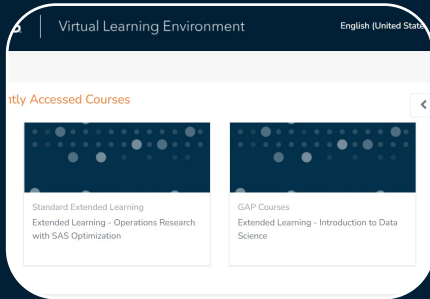 Virtual Learning Environment
English (United State
ntly Accessed Courses
Standard Extended Learning
Extended Learning - Operations Research
with SAS Optimization
GAP Courses
Extended Learning - Introduction to Data
Science